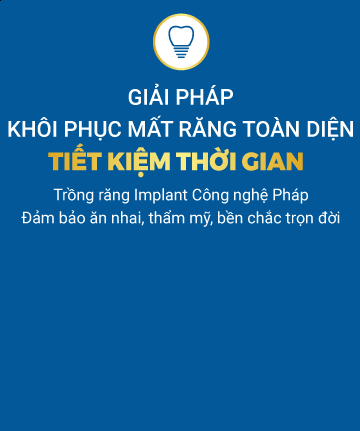 GIẢI PHÁP
KHÔI PHỤC MẤT RĂNG TOÀN DIỆN
TIẾT KIỆM THỜI GIAN
Trồng răng Implant Công nghệ Pháp
Đảm bảo ăn nhai, thẩm mỹ, bền chắc trọn đời